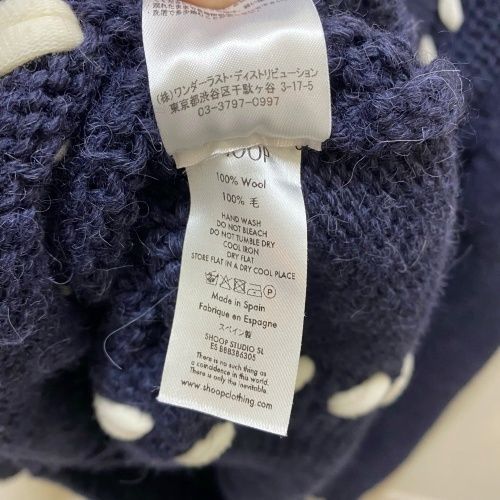 (株)ワンダーラスト・ディストリビューション
東京都渋谷区千駄ヶ谷 3-17-5
03-3797-0997
100% Wool
100% 毛
HAND WASH
DO NOT BLEACH
DO NOT TUMBLE DRY
COOL IRON
DRY FLAT
STORE FLAT IN A DRY COOL PLACE
P
Made in Spain
Fabriqué en Espagne
スペイン製
SHOOP STUDIO SL
ES B88386305
There is no such thing as
a coincidence in this world.
There is only the inevitable.
www.shoopclothing.com